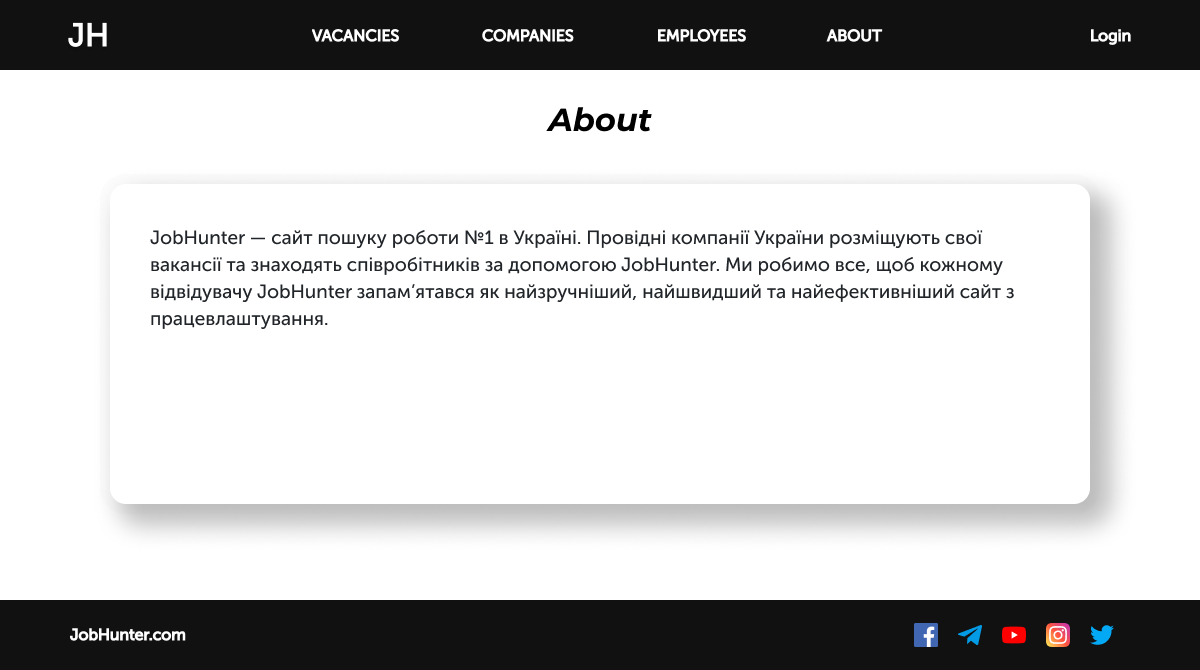 JH
VACANCIES
COMPANIES
EMPLOYEES
ABOUT
Login
About
JobHunter — сайт пошуку роботи №1 в Україні. Провідні компанії України розміщують свої
вакансії та знаходять співробітників за допомогою JobHunter. Ми робимо все, щоб кожному
відвідувачу JobHunter запам‘ятався як найзручніший, найшвидший та найефективніший сайт з
працевлаштування.
JobHunter.com